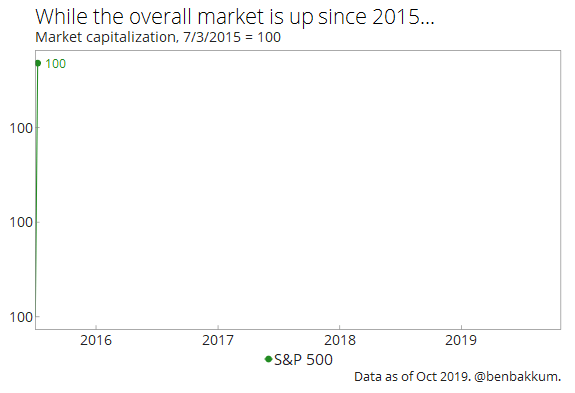 While the overall market is up since 2015...
Market capitalization, 7/3/2015 = 100
100
100
100
100
2016 2017 2018 2019
S&P 500
Data as of Oct 2019. @benbakkum.